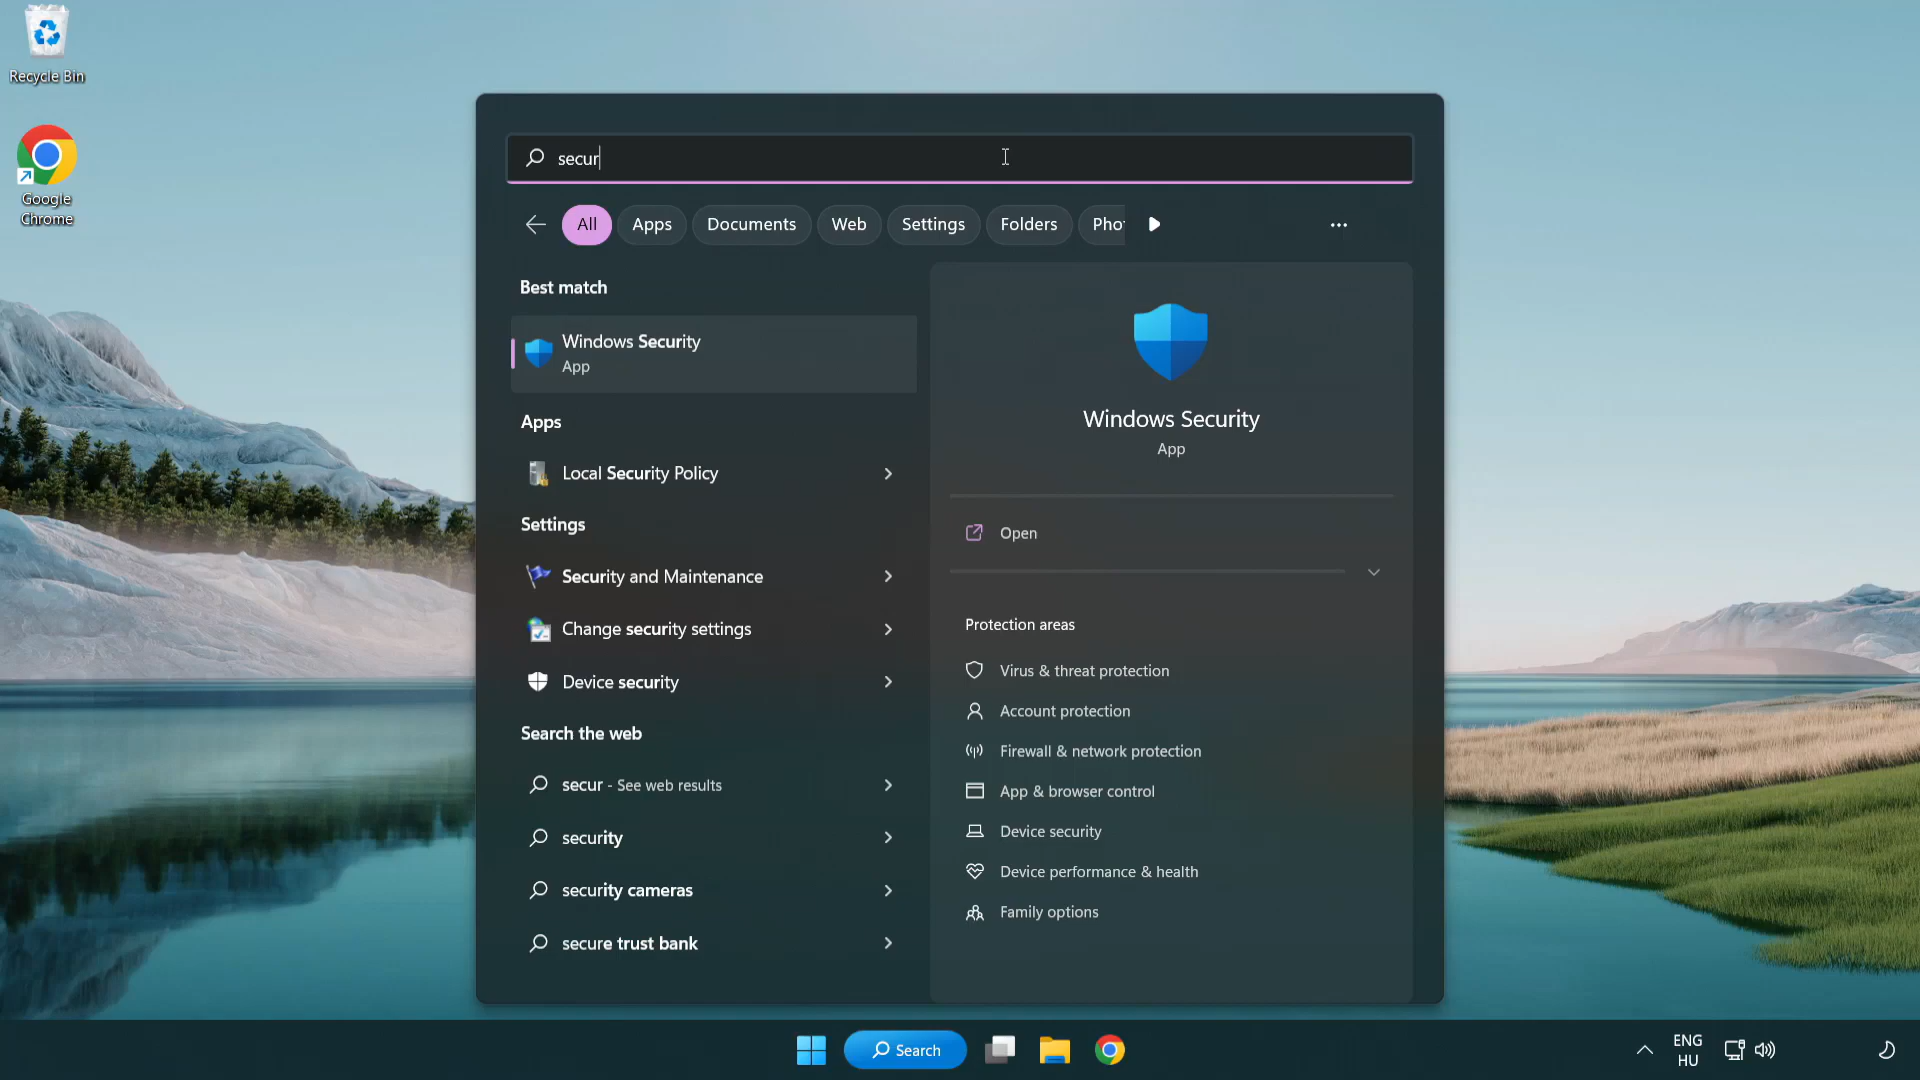 Recycle Bin
Google
Chrome
secur
All
Apps
Documents
Web
Settings
Folders
Pho
Best match
Windows Security
App
Apps
Local Security Policy
Settings
Security and Maintenance
Change security settings
Device security
Search the web
secur - See web results
security
security cameras
secure trust bank
Windows Security
App
Open
Protection areas
Virus & threat protection
Account protection
Firewall & network protection
App & browser control
Device security
Device performance & health
Family options
Search
ENG
HU